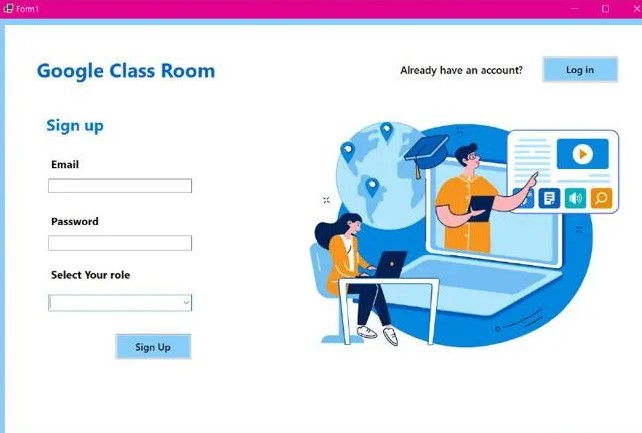 Form1
Google Class Room
Already have an account?
Log in
Sign up
Email
Password
Select Your role
Sign Up